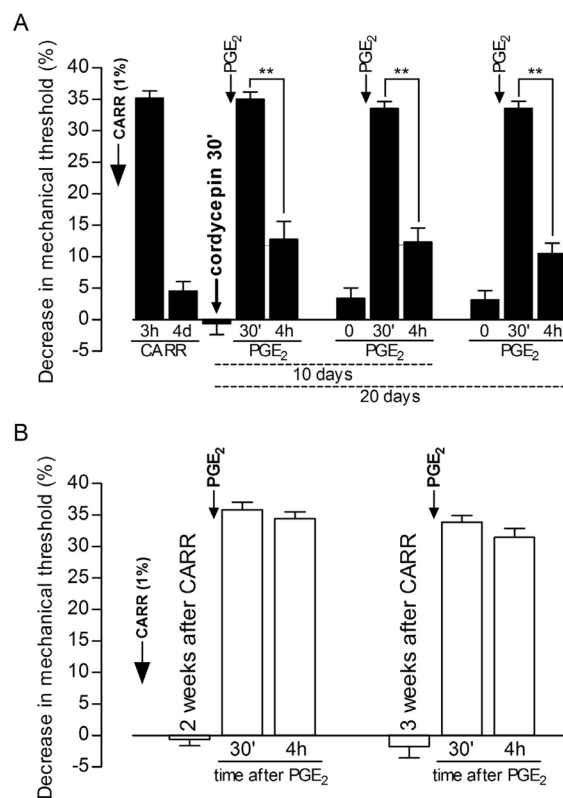 A
Decrease in mechanical threshold (%)
40
35
30
25
20
15
10
5
0
-5
CARR (1%)
cordycepin 30'
PGE2
**
PGE2
**
PGE2
**
3h 4d 30' 4h 0 30' 4h 0 30' 4h
CARR PGE2 PGE2 PGE2
10 days
20 days
B
Decrease in mechanical threshold (%)
40
35
30
25
20
15
10
5
0
-5
CARR (1%)
2 weeks after CARR
PGE2
3 weeks after CARR
PGE2
30' 4h 30' 4h
time after PGE2 time after PGE2